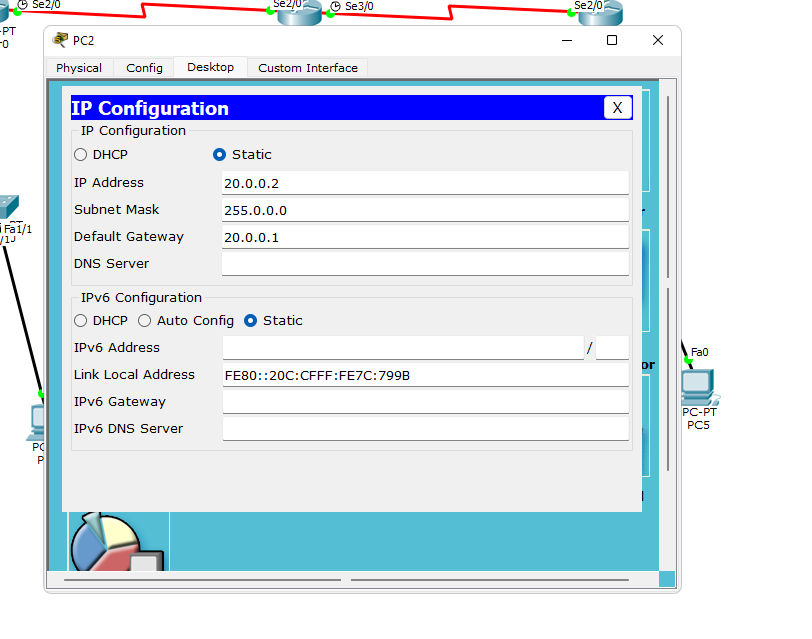 Se2/0
Se2/0
Se3/0
Se2/0
-PT
r0
PC2
Physical
Config
Desktop
Custom Interface
IP Configuration
X
IP Configuration
DHCP
Static
IP Address
20.0.0.2
Subnet Mask
255.0.0.0
Default Gateway
20.0.0.1
DNS Server
IPv6 Configuration
DHCP
Auto Config
Static
IPv6 Address
/
Link Local Address
FE80::20C:CFFF:FE7C:799B
IPv6 Gateway
IPv6 DNS Server
Fa1/1
PC
P
or
Fa0
PC-PT
PC5